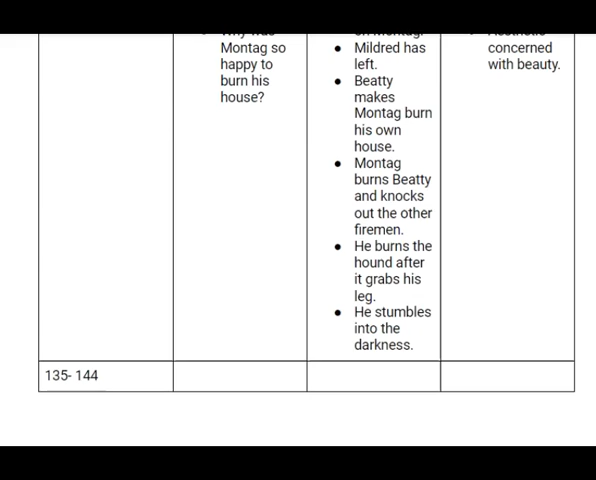 Montag so
happy to
burn his
house?
● Mildred has
left.
● Beatty
makes
Montag burn
his own
house.
● Montag
burns Beatty
and knocks
out the other
firemen.
● He burns the
hound after
it grabs his
leg.
● He stumbles
into the
darkness.
concerned
with beauty.
135- 144